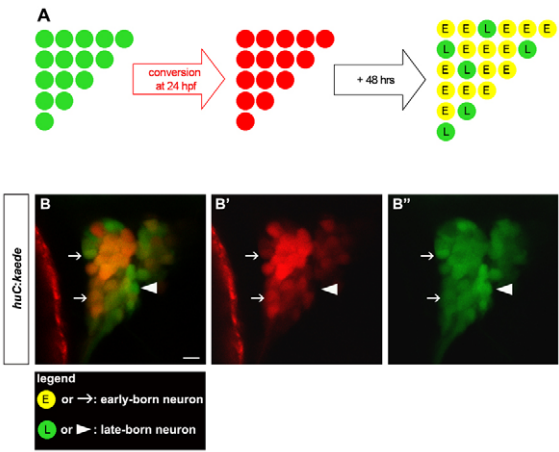 A
conversion
at 24 hpf
+ 48 hrs
E E L E E E
L E E E L
E L E E
E E E
E L
L
huC:kaede
B
B'
B"
legend
E or → : early-born neuron
L or ► : late-born neuron